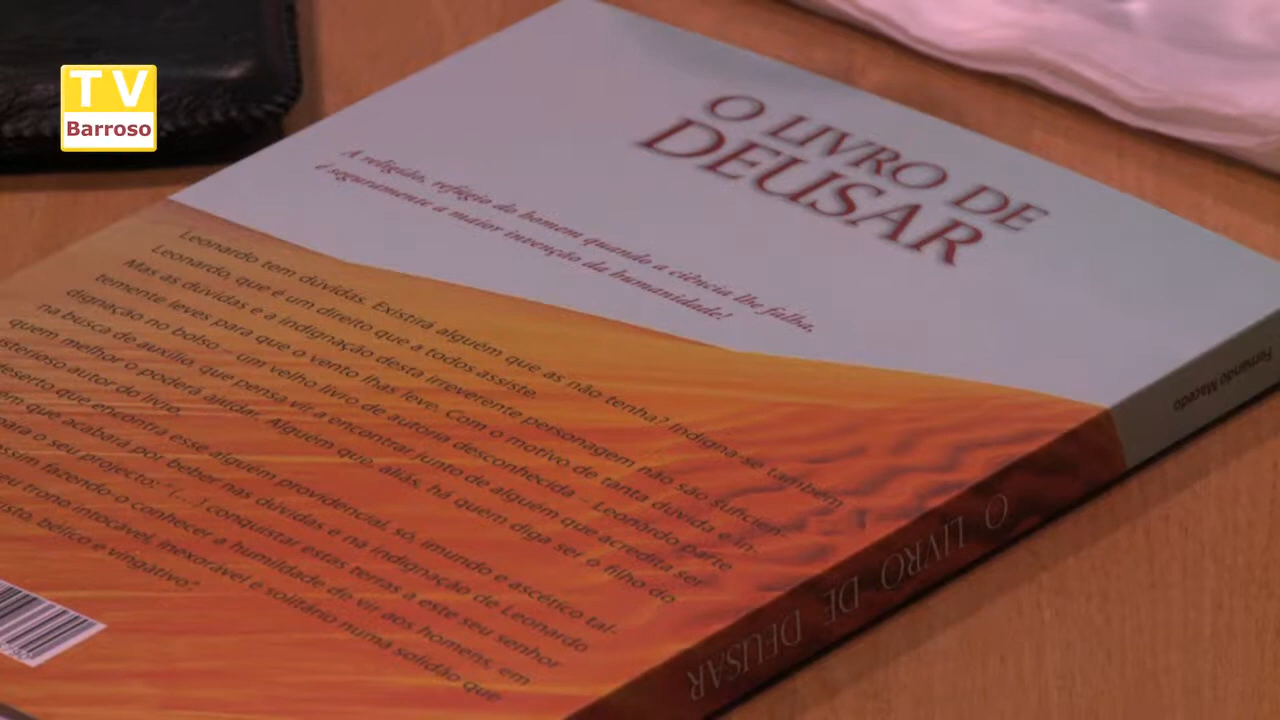 TV
Barroso
O LIVRO DE
DEUSAR
A religião, refúgio do homem quando a ciência lhe falha,
é seguramente a maior invenção da humanidade!
Leonardo tem dúvidas. Existirá alguém que as não tenha? Indigna-se também
Leonardo, que é um direito que a todos assiste.
Mas as dúvidas e a indignação desta irreverente personagem não são suficien-
temente leves para que o vento lhas leve. Com o motivo de tanta dúvida e in-
dignação no bolso – um velho livro de autoria desconhecida – Leonardo parte
na busca de auxílio, que pensa vir a encontrar junto de alguém que acredita ser
quem melhor o poderá ajudar. Alguém que, aliás, há quem diga ser o filho do
misterioso autor do livro.
deserto que encontra esse alguém providencial, só, imundo e ascético tal-
que acabará por beber nas dúvidas e na indignação de Leonardo
para o seu projecto: "(...) conquistar estas terras a este seu senhor
assim fazendo-o conhecer a humildade de vir aos homens, em
seu trono intocável, inexorável e solitário numa solidão que
bélico e vingativo".
Fernando Macedo
O LIVRO DE DEUSAR